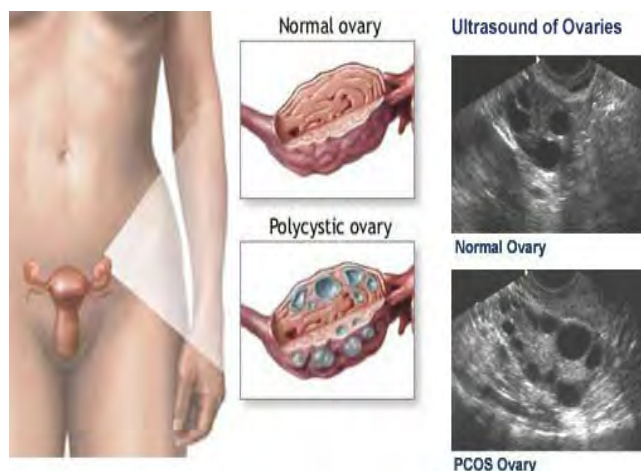 Normal ovary
Polycystic ovary
Ultrasound of Ovaries
Normal Ovary
PCOS Ovary